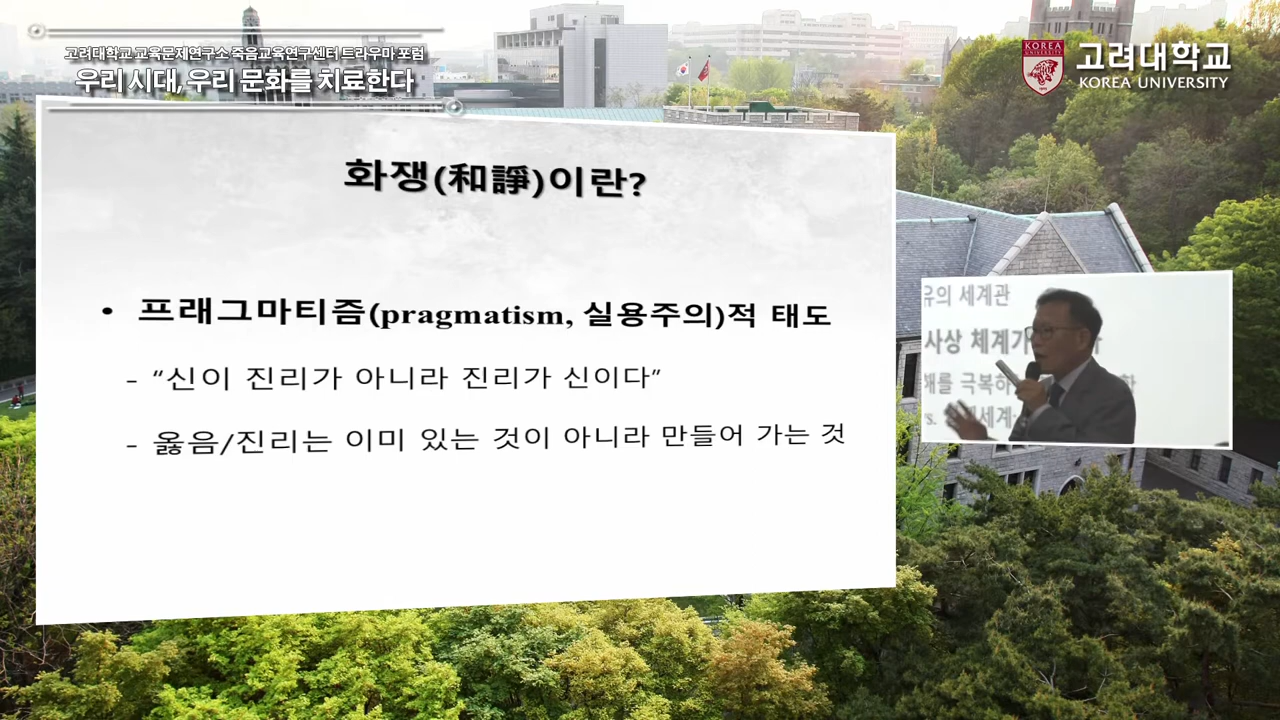 고려대학교 교육문제연구소 죽음교육연구센터 트라우마 포럼
우리 시대, 우리 문화를 치료한다
KOREA
UNIVERSITY
1905
고려대학교
KOREA UNIVERSITY
화쟁(和諍)이란?
• 프래그마티즘(pragmatism, 실용주의)적 태도
- “신이 진리가 아니라 진리가 신이다”
- 옳음/진리는 이미 있는 것이 아니라 만들어 가는 것
유의 세계관
사상 체계가
를 극복하